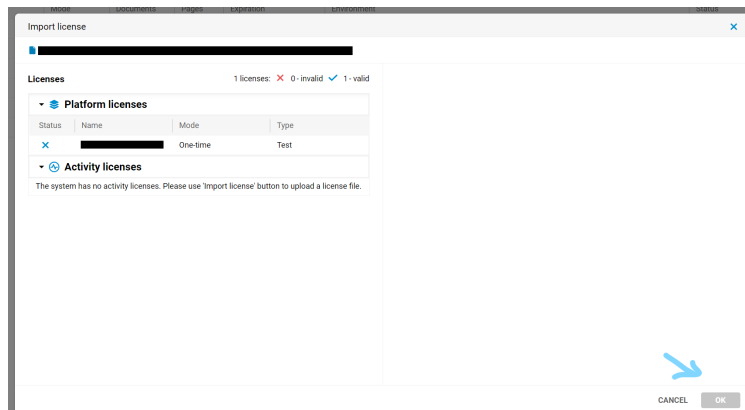 Mode Documents Pages Expiration Environment Status
Import license
Licenses 1 licenses: 0 - invalid 1 - valid
Platform licenses
Status Name Mode Type
One-time Test
Activity licenses
The system has no activity licenses. Please use 'Import license' button to upload a license file.
CANCEL OK